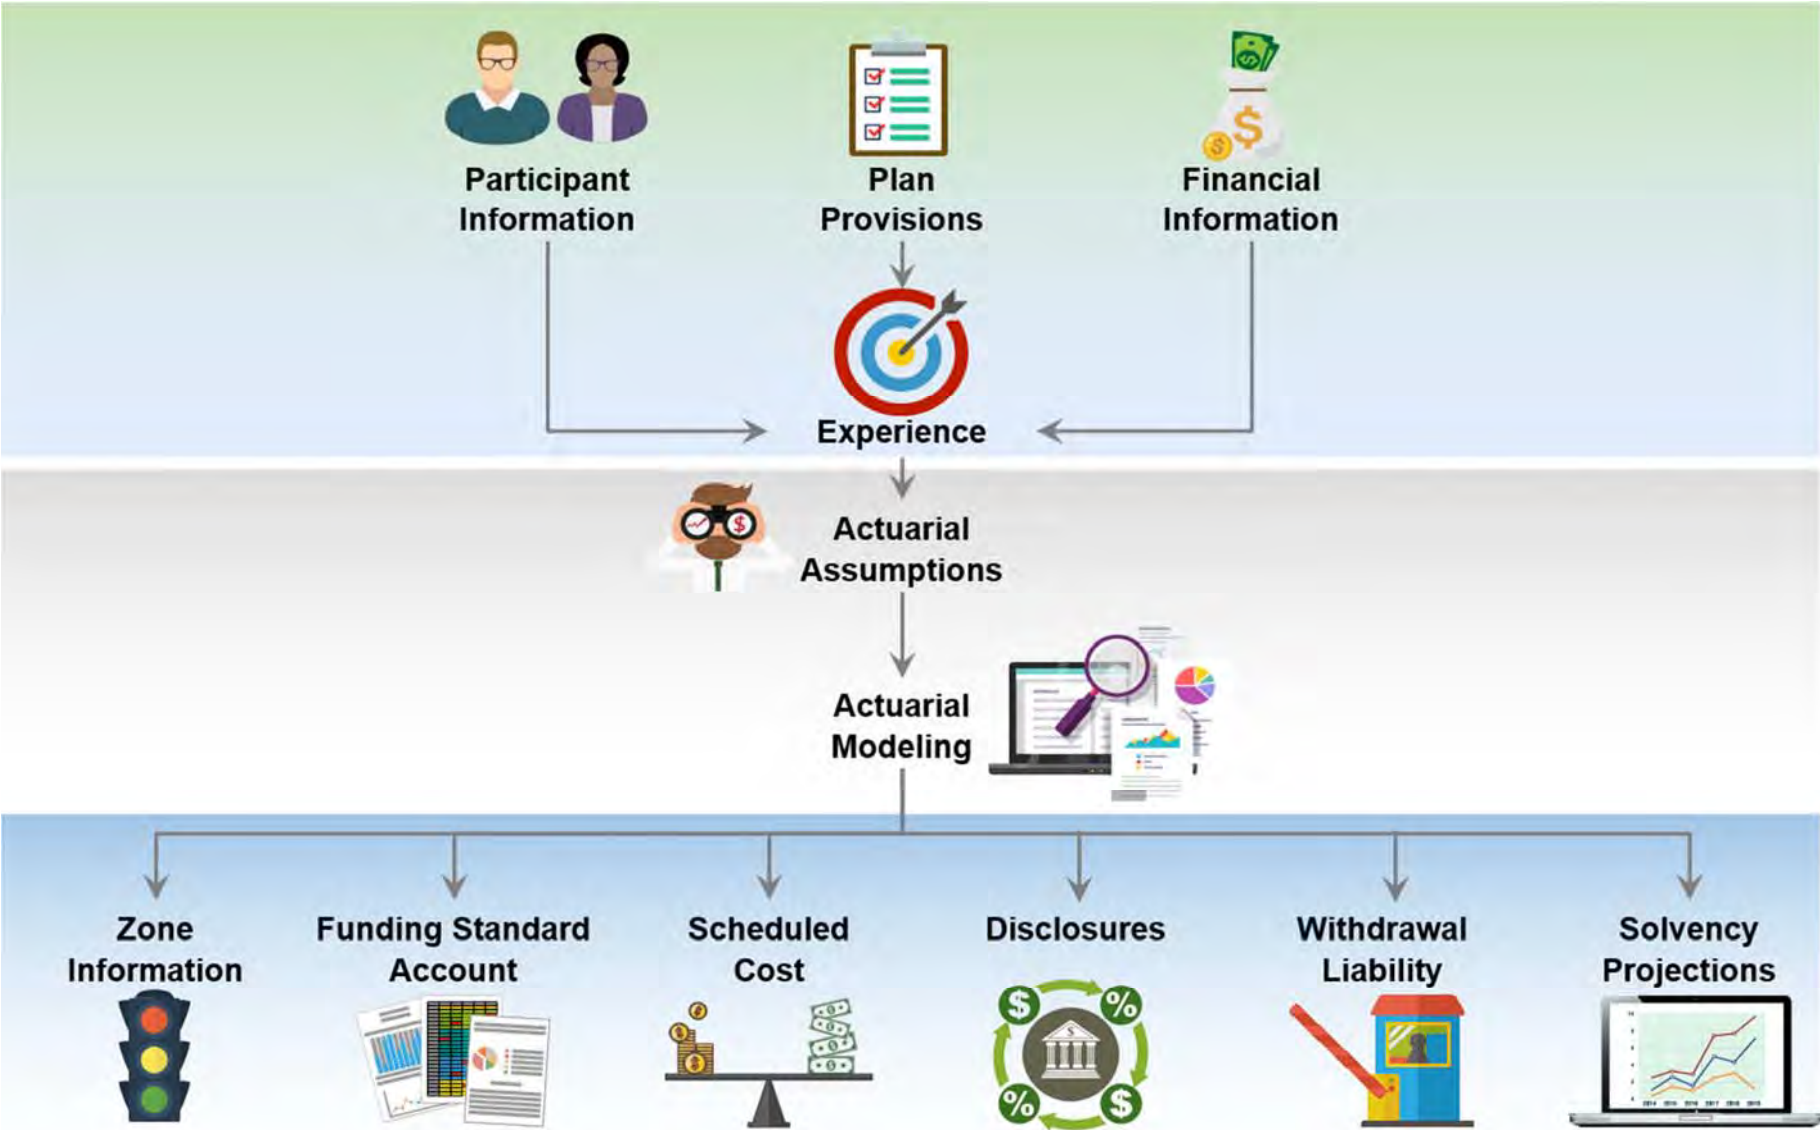 Participant
Information
Plan
Provisions
Financial
Information
Experience
Actuarial
Assumptions
Actuarial
Modeling
Zone
Information
Funding Standard
Account
Scheduled
Cost
Disclosures
Withdrawal
Liability
Solvency
Projections
$
$
$
$
%
%
$